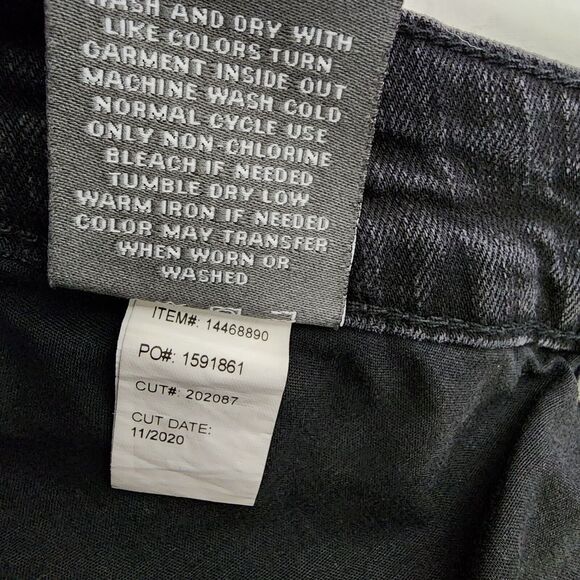 WASH AND DRY WITH
LIKE COLORS TURN
GARMENT INSIDE OUT
MACHINE WASH COLD
NORMAL CYCLE USE
ONLY NON-CHLORINE
BLEACH IF NEEDED
TUMBLE DRY LOW
WARM IRON IF NEEDED
COLOR MAY TRANSFER
WHEN WORN OR
WASHED
ITEM#: 14468890
PO#: 1591861
CUT#: 202087
CUT DATE:
11/2020